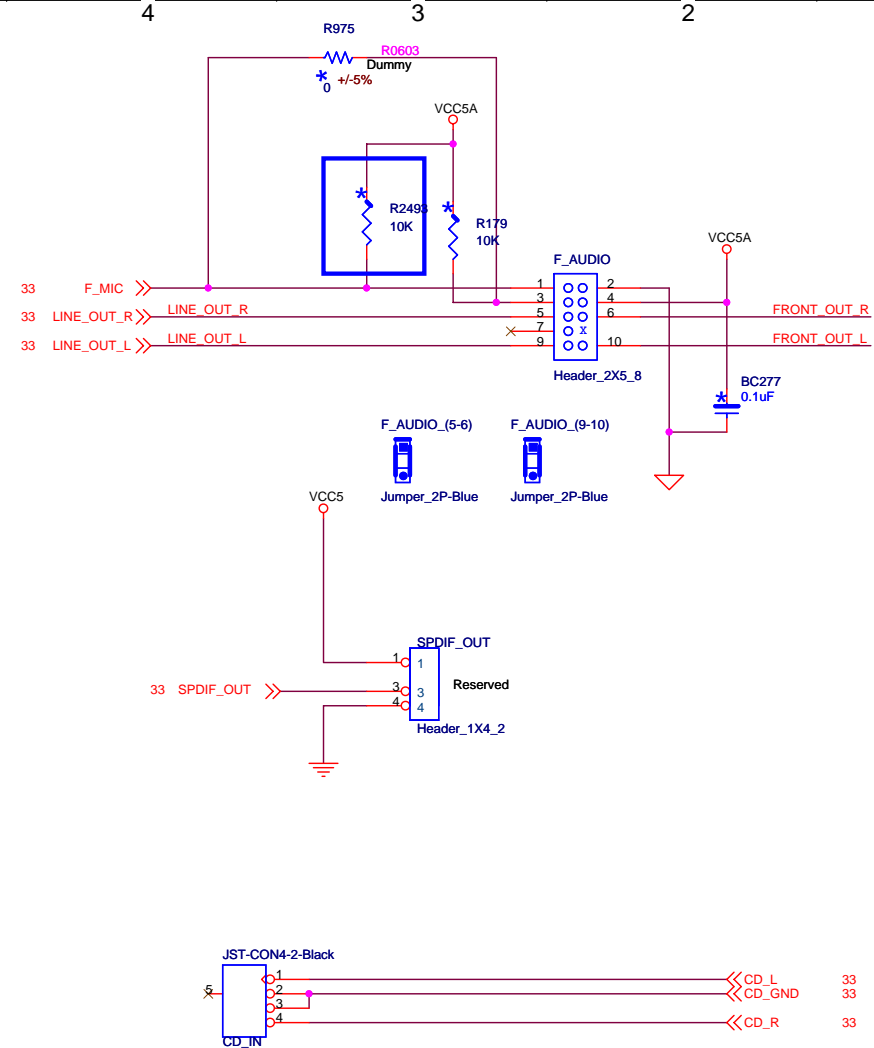 4 3 2
R975
R0603
Dummy
* 0 +/-5%
VCC5A
* R2493
10K
* R179
10K
VCC5A
F_AUDIO
33 F_MIC 1 2
3 4
33 LINE_OUT_R LINE_OUT_R 5 6 FRONT_OUT_R
7 X
33 LINE_OUT_L LINE_OUT_L 9 10 FRONT_OUT_L
Header_2X5_8
BC277
* 0.1uF
F_AUDIO_(5-6) F_AUDIO_(9-10)
Jumper_2P-Blue Jumper_2P-Blue
VCC5
SPDIF_OUT
1 1
33 SPDIF_OUT 3 3 Reserved
4 4
Header_1X4_2
JST-CON4-2-Black
1 CD_L 33
5 2 CD_GND 33
3
4 CD_R 33
CD_IN